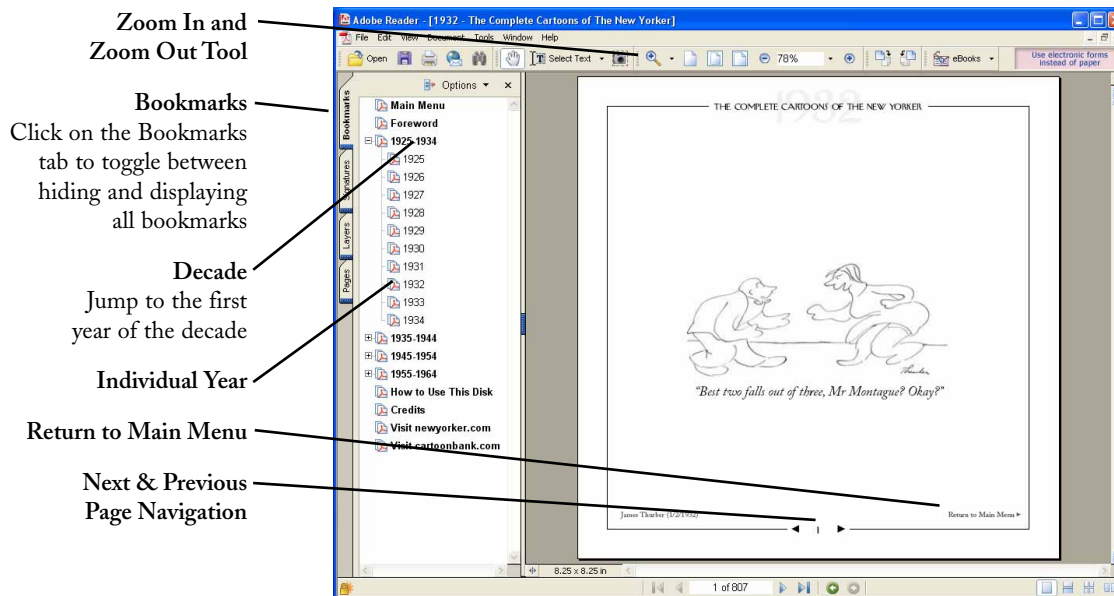 Zoom In and
Zoom Out Tool
Bookmarks
Click on the Bookmarks
tab to toggle between
hiding and displaying
all bookmarks
Decade
Jump to the first
year of the decade
Individual Year
Return to Main Menu
Next & Previous
Page Navigation
Adobe Reader - [1932 - The Complete Cartoons of The New Yorker]
File Edit View Document Tools Window Help
Open Select Text 78% eBooks
Use electronic forms
instead of paper
Options
Bookmarks
Signatures
Layers
Pages
Main Menu
Foreword
1925-1934
1925
1926
1927
1928
1929
1930
1931
1932
1933
1934
1935-1944
1945-1954
1955-1964
How to Use This Disk
Credits
Visit newyorker.com
Visit cartoonbank.com
1932
THE COMPLETE CARTOONS OF THE NEW YORKER
Thurber
"Best two falls out of three, Mr Montague? Okay?"
James Thurber (1/2/1932)
Return to Main Menu
1
8.25 x 8.25 in
1 of 807